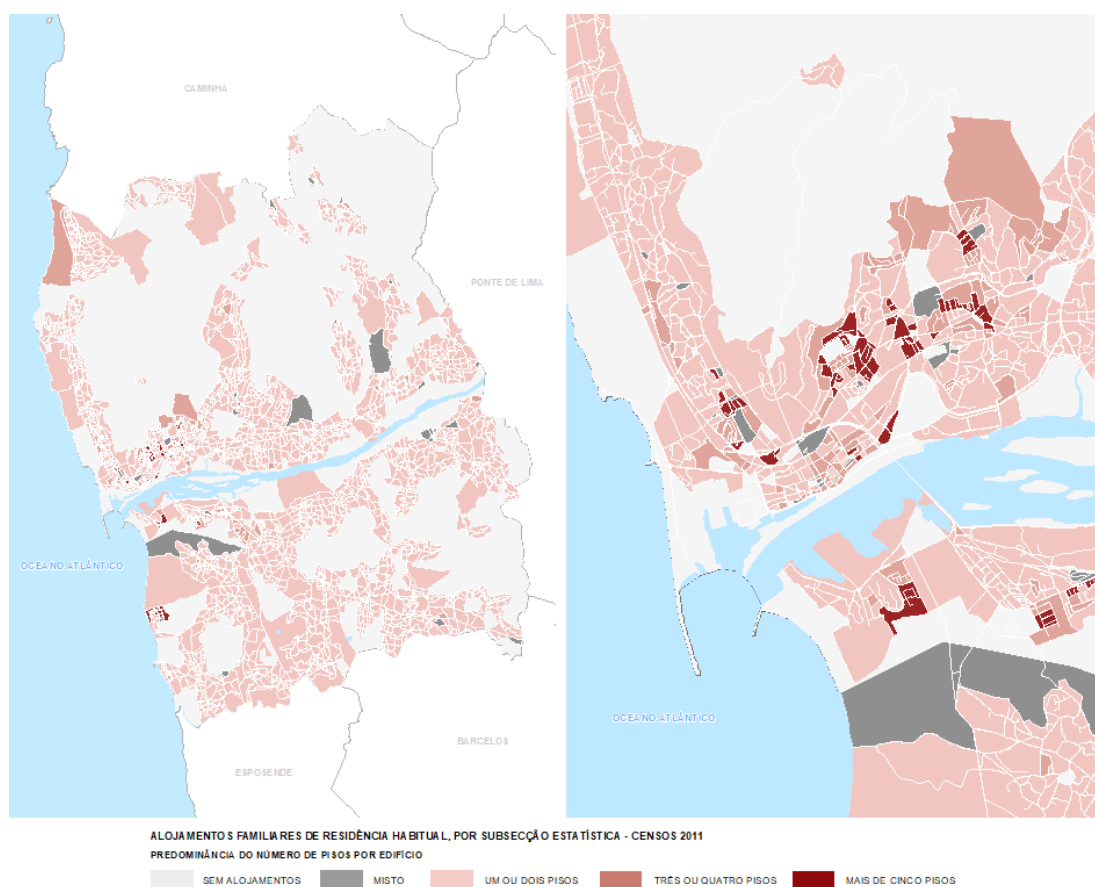 CAMINHA
PONTE DE LIMA
OCEANO ATLÂNTICO
BARCELOS
ESPOSENDE
OCEANO ATLÂNTICO
ALOJAMENTOS FAMILIARES DE RESIDÊNCIA HABITUAL, POR SUBSECÇÃO ESTATÍSTICA - CENSOS 2011
PREDOMINÂNCIA DO NÚMERO DE PISOS POR EDIFÍCIO
SEM ALOJAMENTOS MISTO UM OU DOIS PISOS TRÊS OU QUATRO PISOS MAIS DE CINCO PISOS